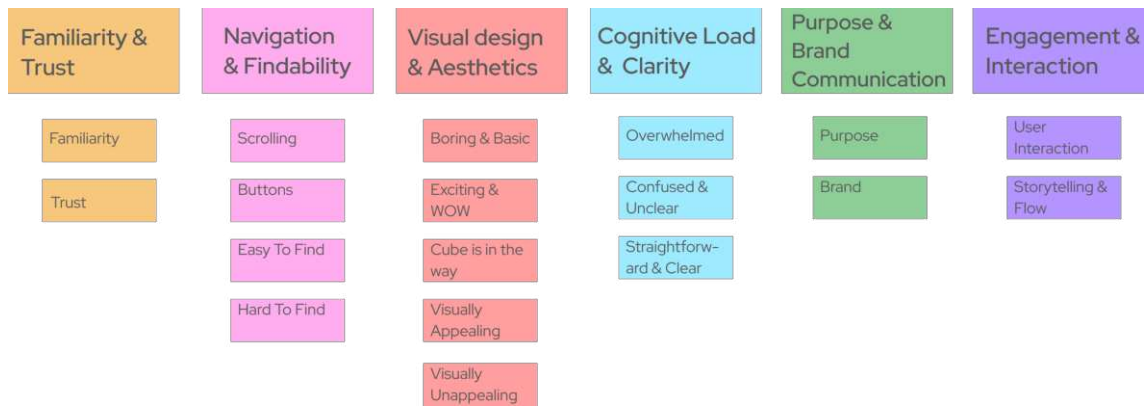 Familiarity &
Trust
Navigation
& Findability
Visual design
& Aesthetics
Cognitive Load
& Clarity
Purpose &
Brand
Communication
Engagement &
Interaction
Familiarity
Trust
Scrolling
Buttons
Easy To Find
Hard To Find
Boring & Basic
Exciting &
WOW
Cube is in the
way
Visually
Appealing
Visually
Unappealing
Overwhelmed
Confused &
Unclear
Straightforw-
ard & Clear
Purpose
Brand
User
Interaction
Storytelling &
Flow